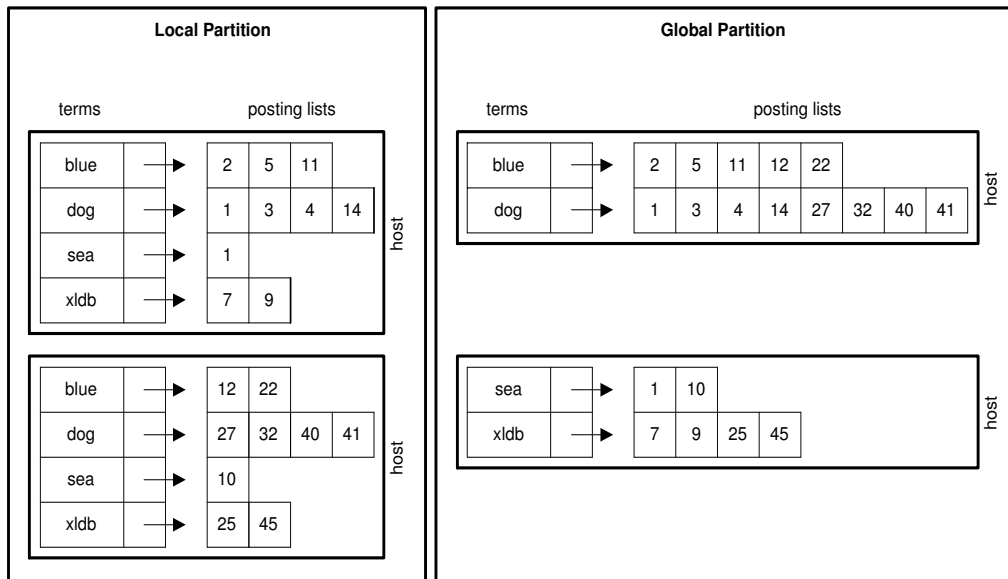 Local Partition
terms posting lists
blue 2 5 11
dog 1 3 4 14
sea 1
xldb 7 9
host
blue 12 22
dog 27 32 40 41
sea 10
xldb 25 45
host
Global Partition
terms posting lists
blue 2 5 11 12 22
dog 1 3 4 14 27 32 40 41
host
sea 1 10
xldb 7 9 25 45
host